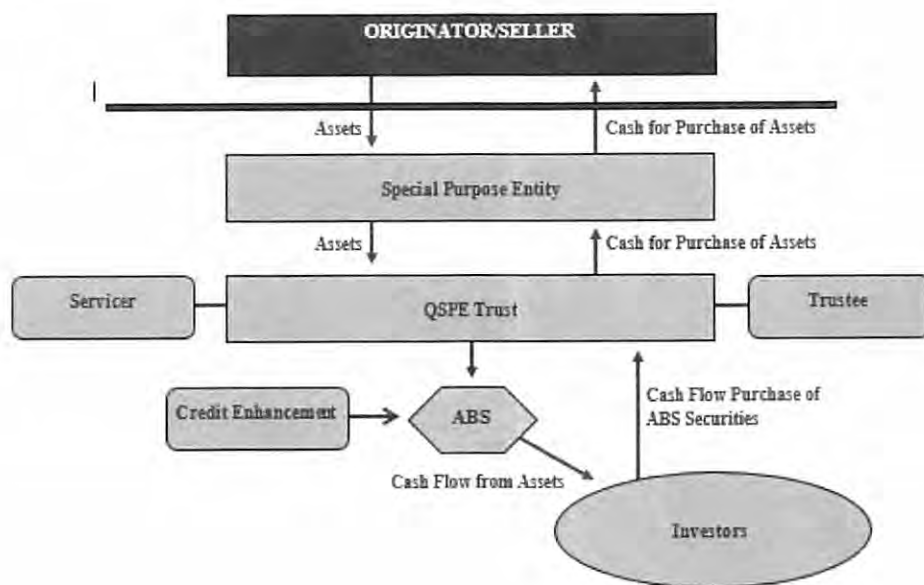 ORIGINATOR/SELLER
Assets
Cash for Purchase of Assets
Special Purpose Entity
Assets
Cash for Purchase of Assets
Servicer
QSPE Trust
Trustee
Credit Enhancement
ABS
Cash Flow Purchase of
ABS Securities
Cash Flow from Assets
Investors